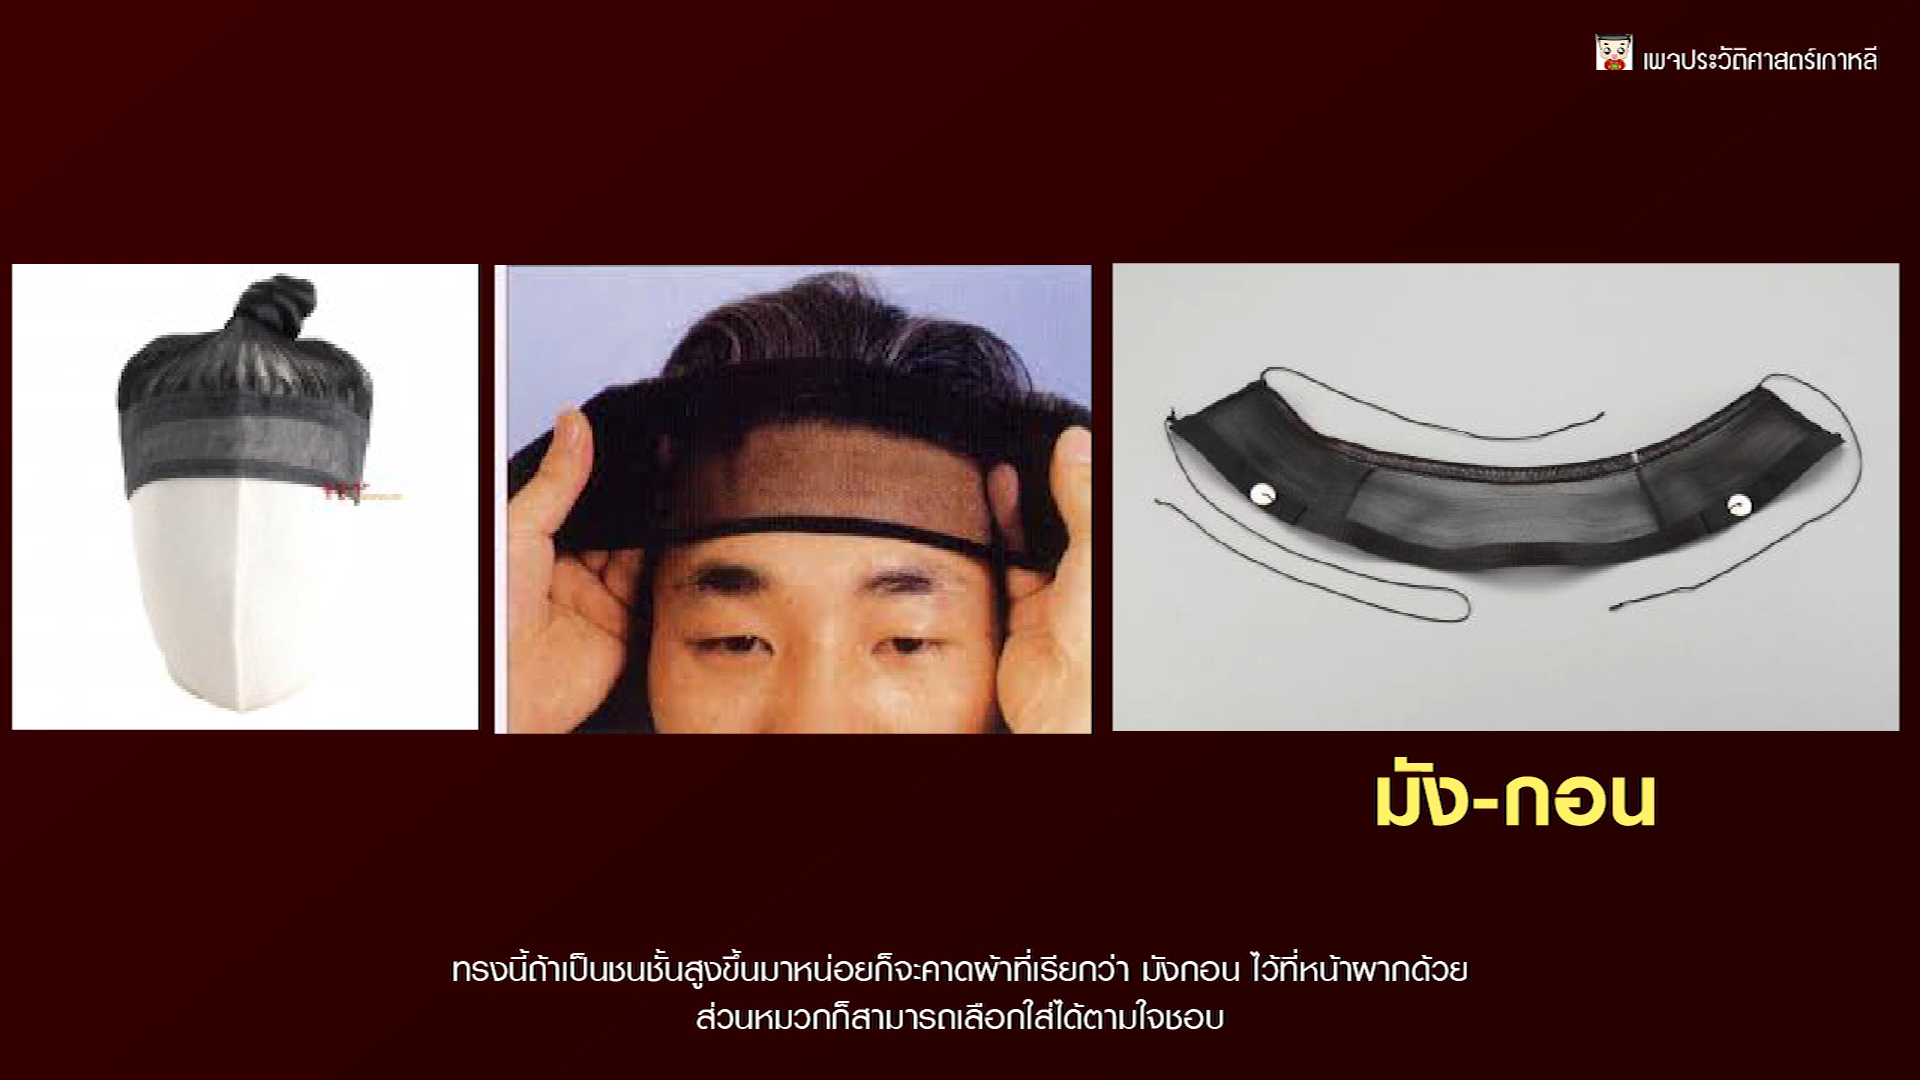 เพจประวัติศาสตร์เกาหลี
มัง-กอน
ทรงนี้ถ้าเป็นชนชั้นสูงขึ้นมาหน่อยก็จะคาดผ้าที่เรียกว่า มังกอน ไว้ที่หน้าผากด้วย
ส่วนหมวกก็สามารถเลือกใส่ได้ตามใจชอบ